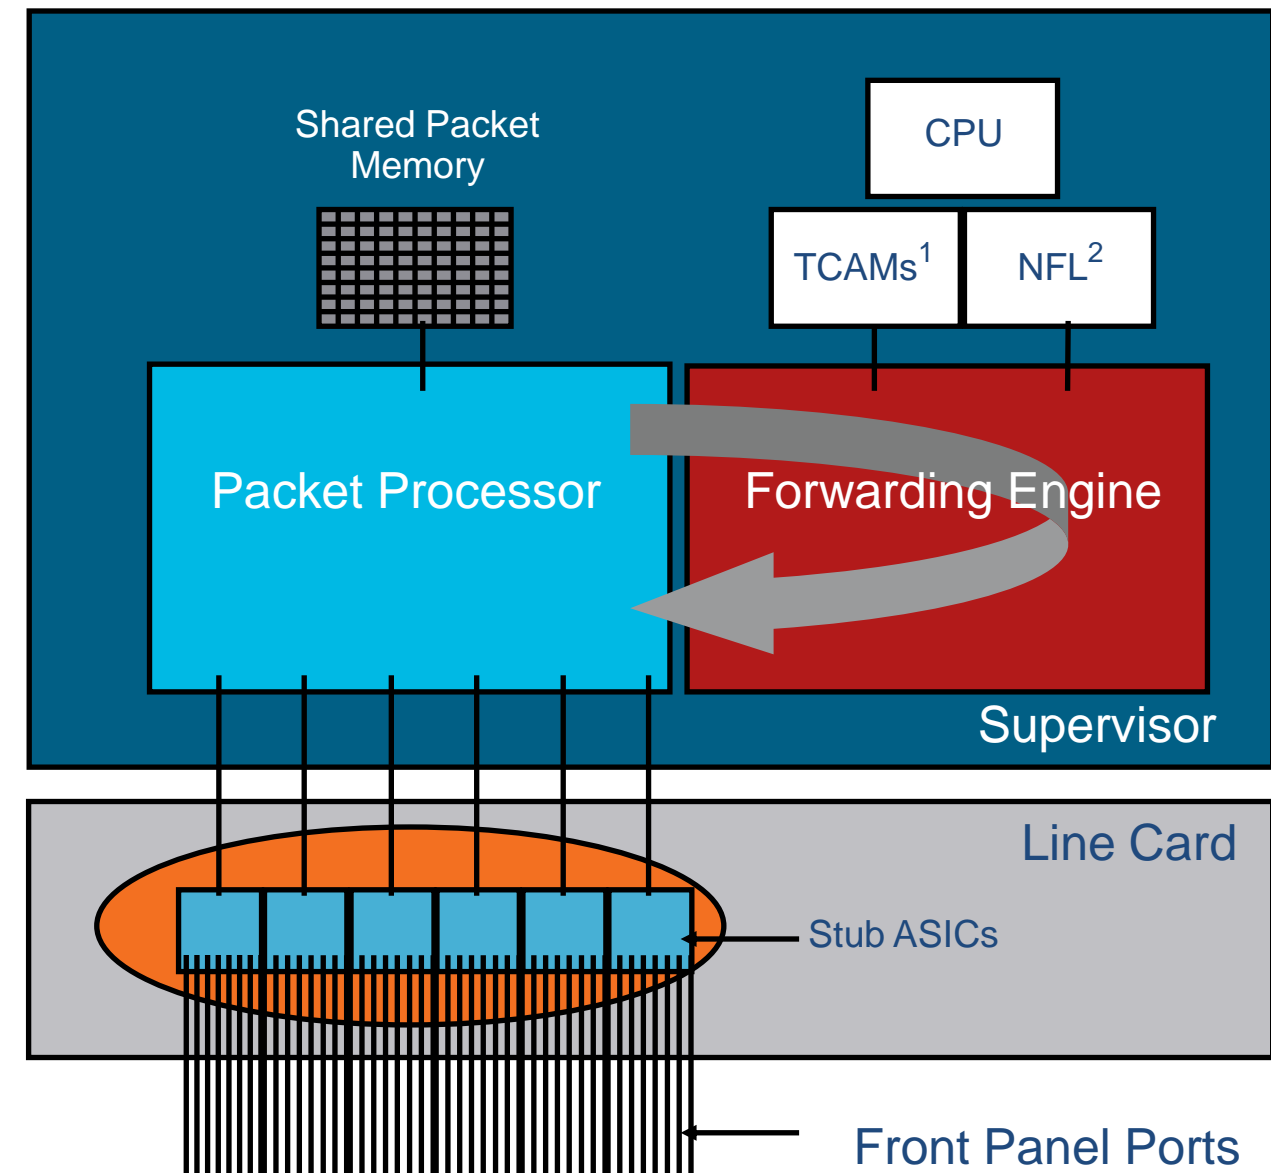 Shared Packet
Memory
CPU
TCAMs1
NFL2
Packet Processor
Forwarding Engine
Supervisor
Line Card
Stub ASICs
Front Panel Ports